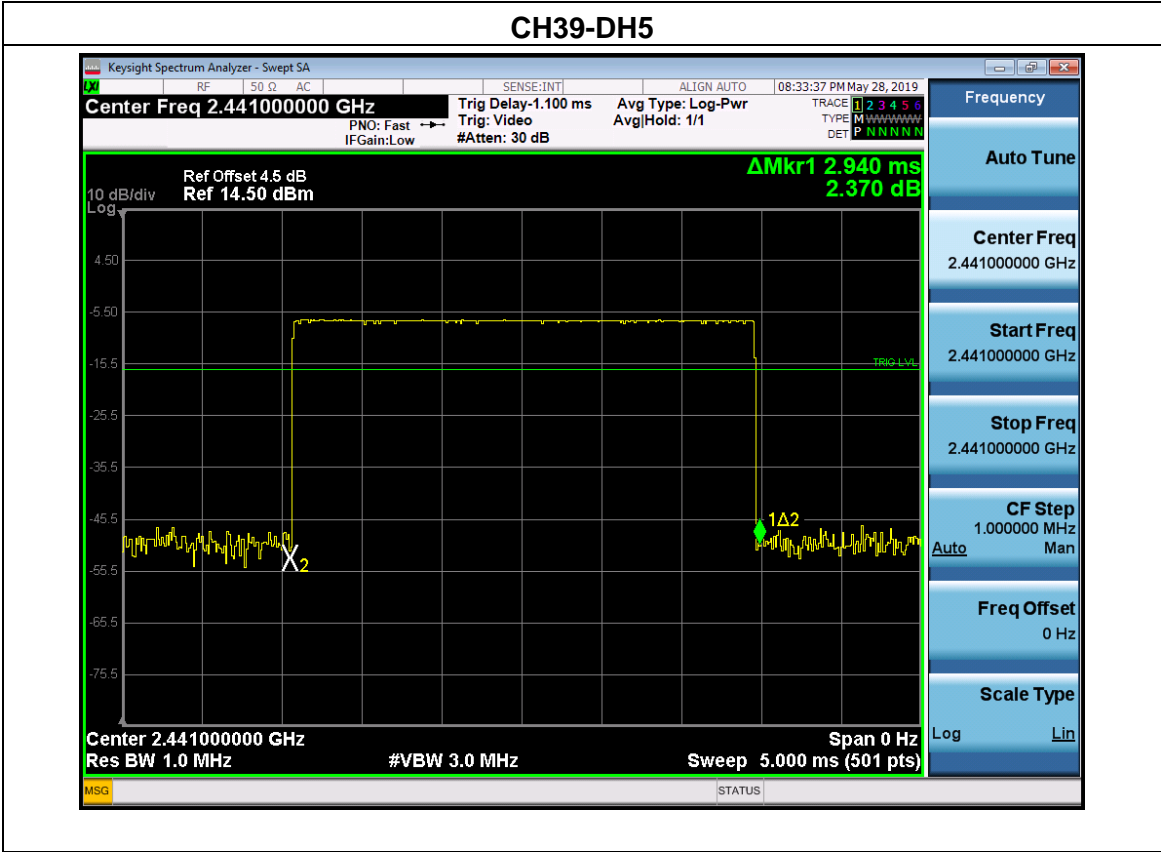 CH39-DH5
Keysight Spectrum Analyzer - Swept SA
LXI RF 50 Ω AC SENSE:INT ALIGN AUTO 08:33:37 PM May 28, 2019
Center Freq 2.441000000 GHz
PNO: Fast
IFGain:Low
Trig Delay-1.100 ms
Trig: Video
#Atten: 30 dB
Avg Type: Log-Pwr
Avg|Hold: 1/1
TRACE 1 2 3 4 5 6
TYPE M WWWWW
DET P N N N N N
ΔMkr1 2.940 ms
2.370 dB
Ref Offset 4.5 dB
10 dB/div Ref 14.50 dBm
Log
4.50
-5.50
-15.5
TRIG LVL
-25.5
-35.5
-45.5
1Δ2
2
-55.5
-65.5
-75.5
Center 2.441000000 GHz Span 0 Hz
Res BW 1.0 MHz #VBW 3.0 MHz Sweep 5.000 ms (501 pts)
MSG STATUS
Frequency
Auto Tune
Center Freq
2.441000000 GHz
Start Freq
2.441000000 GHz
Stop Freq
2.441000000 GHz
CF Step
1.000000 MHz
Auto Man
Freq Offset
0 Hz
Scale Type
Log Lin